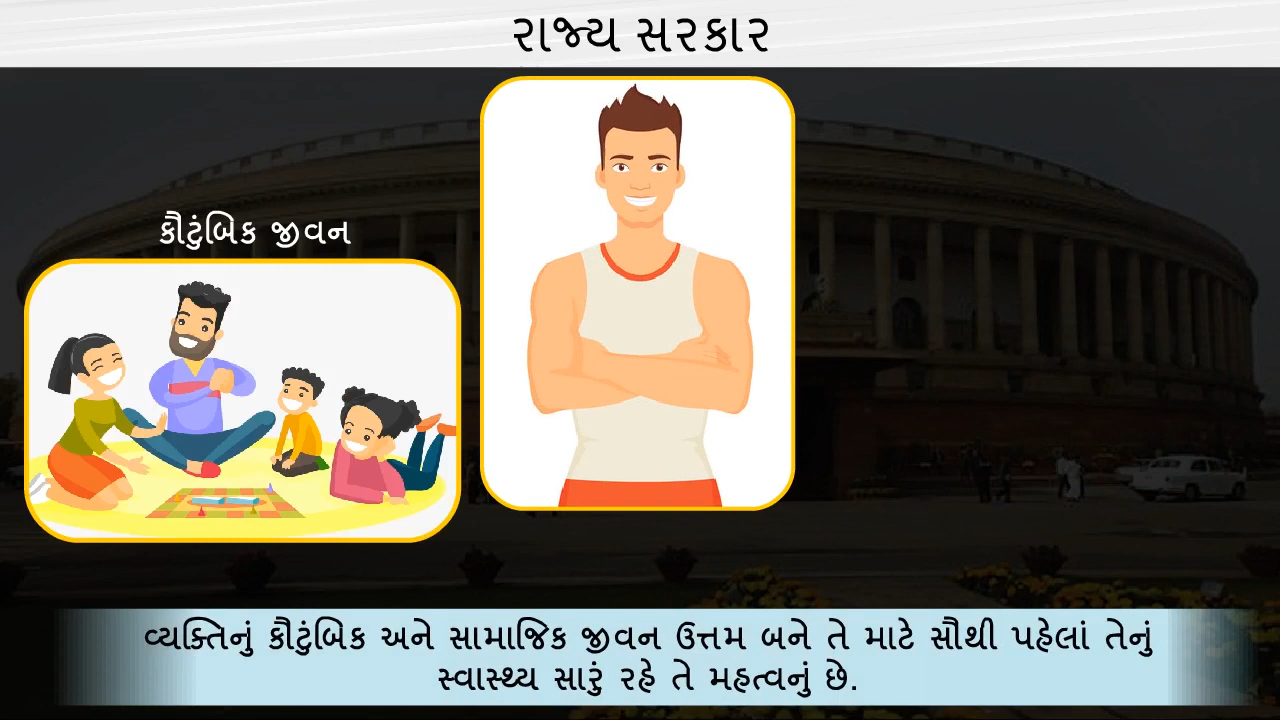 રાજ્ય સરકાર
કૌટુંબિક જીવન
વ્યક્તિનું કૌટુંબિક અને સામાજિક જીવન ઉત્તમ બને તે માટે સૌથી પહેલાં તેનું
સ્વાસ્થ્ય સારું રહે તે મહત્વનું છે.